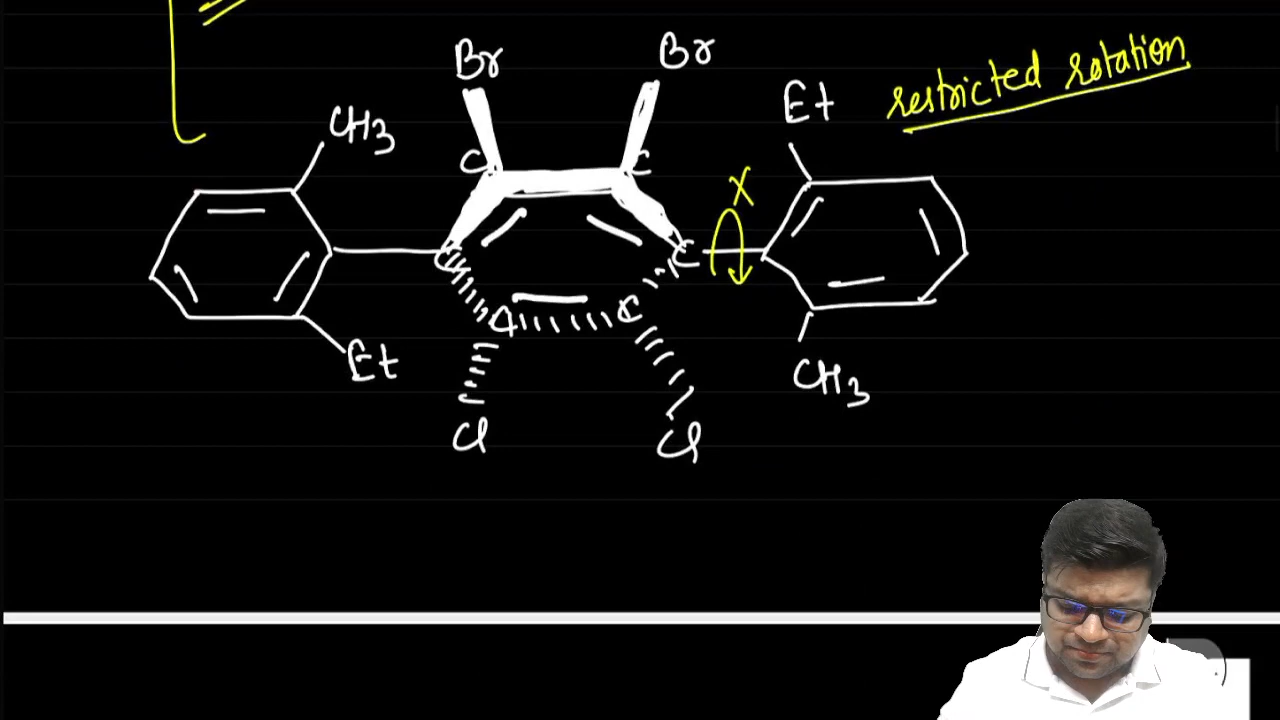 Br Br
CH3 Et restricted rotation
C C
X
C C
C C
Et CH3
Cl Cl